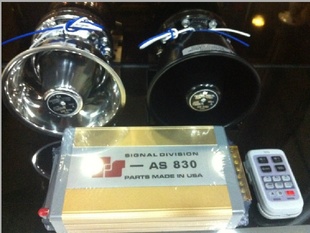 SIGNAL DIVISION
AS 830
PARTS MADE IN USA